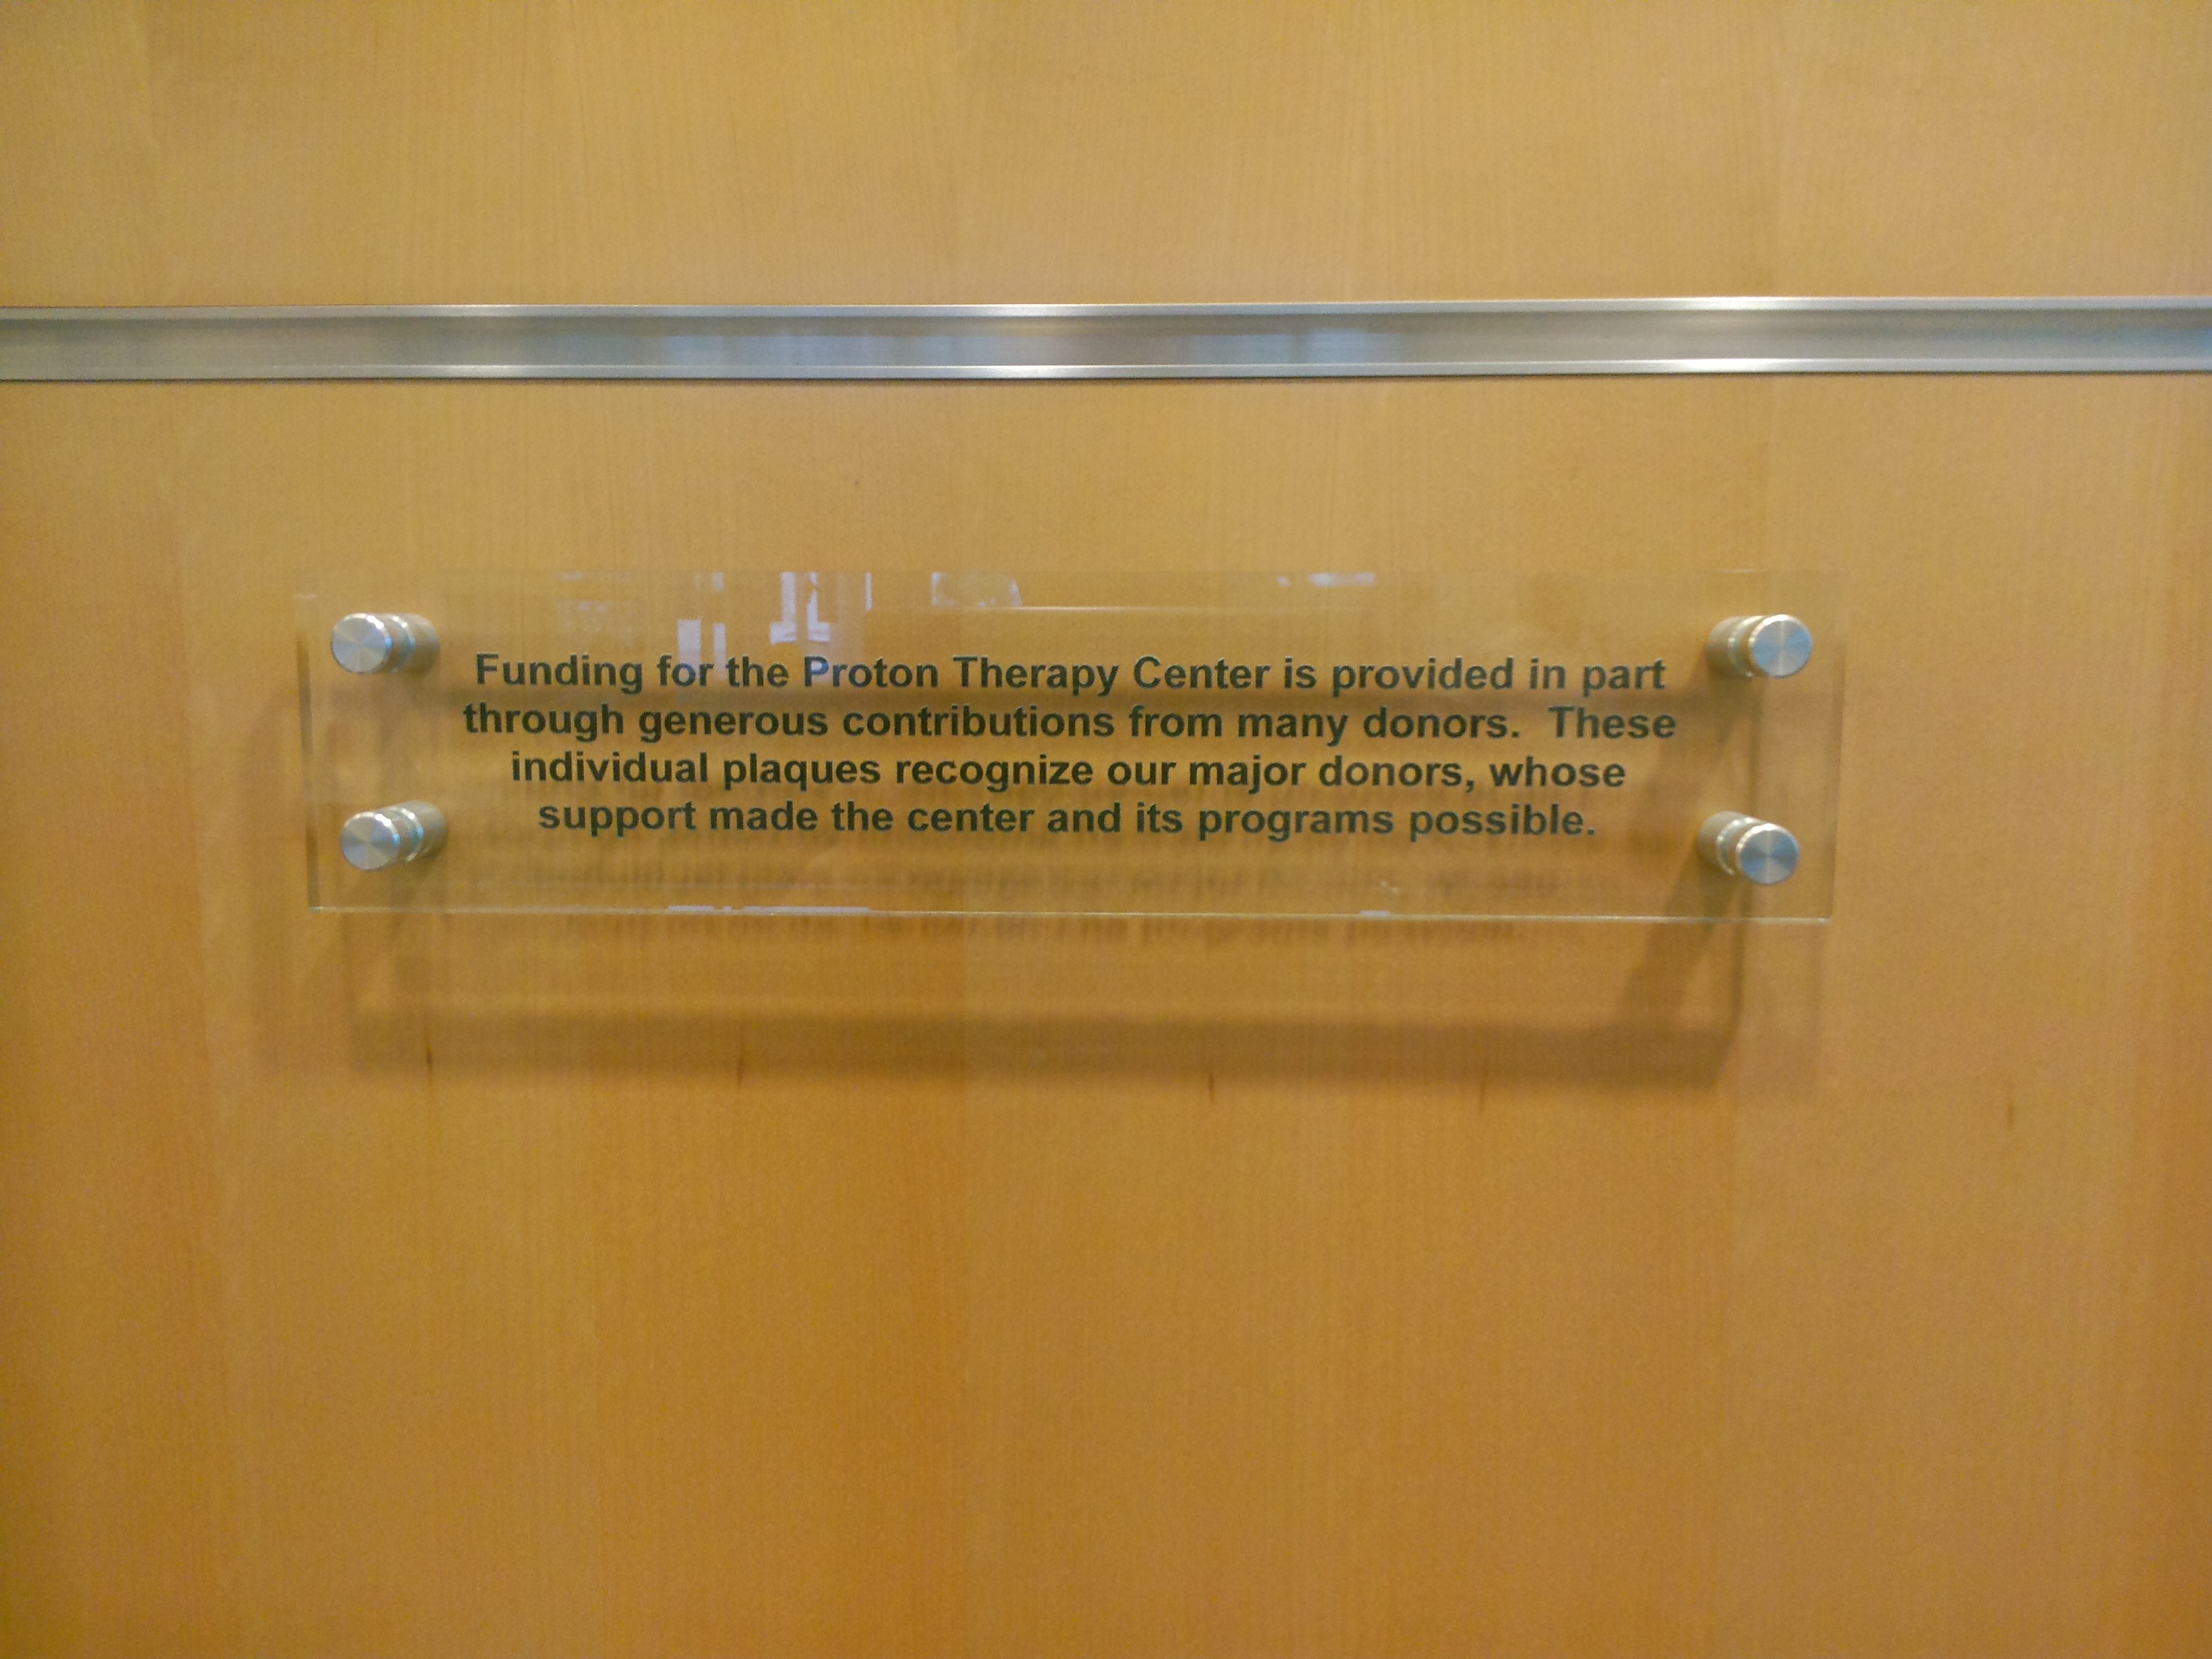 Funding for the Proton Therapy Center is provided in part
through generous contributions from many donors.  These
individual plaques recognize our major donors, whose
support made the center and its programs possible.